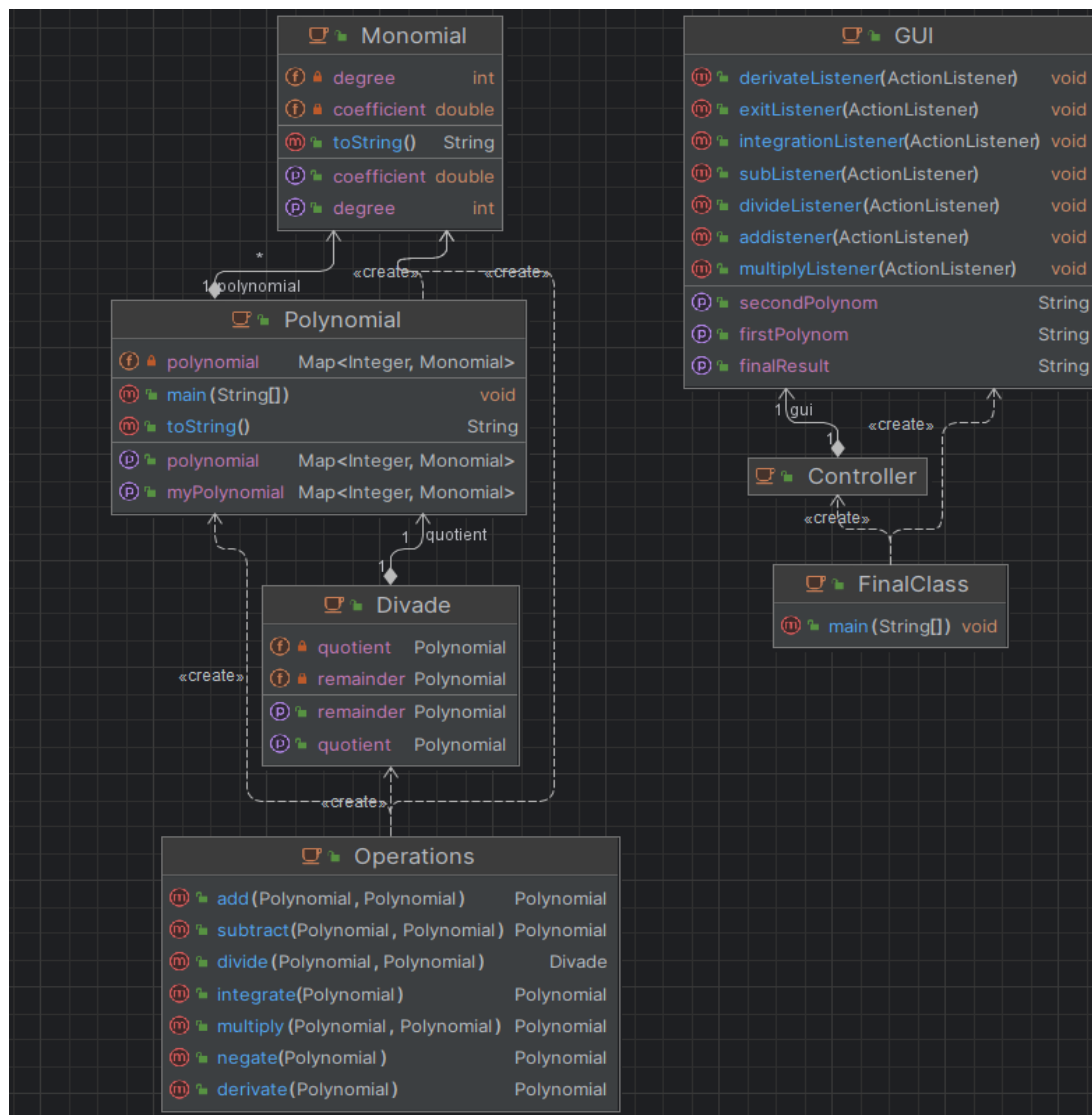 Monomial
degree int
coefficient double
toString() String
coefficient double
degree int
* «create» «create»
1 polynomial
Polynomial
polynomial Map<Integer, Monomial>
main(String[]) void
toString() String
polynomial Map<Integer, Monomial>
myPolynomial Map<Integer, Monomial>
1 quotient
1
Divade
quotient Polynomial
remainder Polynomial
remainder Polynomial
quotient Polynomial
«create»
«create»
Operations
add(Polynomial, Polynomial) Polynomial
subtract(Polynomial, Polynomial) Polynomial
divide(Polynomial, Polynomial) Divade
integrate(Polynomial) Polynomial
multiply(Polynomial, Polynomial) Polynomial
negate(Polynomial) Polynomial
derivate(Polynomial) Polynomial
GUI
derivateListener(ActionListener) void
exitListener(ActionListener) void
integrationListener(ActionListener) void
subListener(ActionListener) void
divideListener(ActionListener) void
addistener(ActionListener) void
multiplyListener(ActionListener) void
secondPolynom String
firstPolynom String
finalResult String
1 gui
1
«create»
Controller
«create»
FinalClass
main(String[]) void